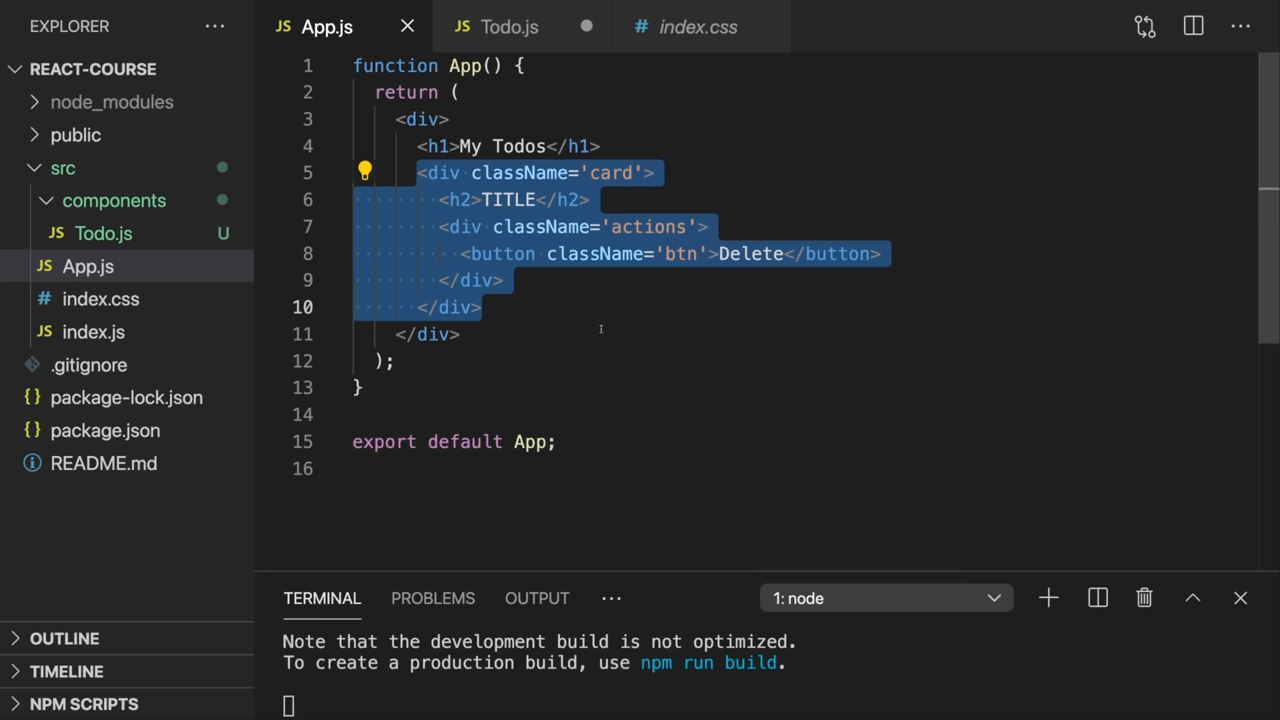 EXPLORER
REACT-COURSE
node_modules
public
src
components
JS Todo.js U
JS App.js
# index.css
JS index.js
.gitignore
{} package-lock.json
{} package.json
README.md
OUTLINE
TIMELINE
NPM SCRIPTS
JS App.js
JS Todo.js
# index.css
1 function App() {
2 return (
3 <div>
4 <h1>My Todos</h1>
5 <div className='card'>
6 <h2>TITLE</h2>
7 <div className='actions'>
8 <button className='btn'>Delete</button>
9 </div>
10 </div>
11 </div>
12 );
13 }
14
15 export default App;
16
TERMINAL PROBLEMS OUTPUT ··· 1: node
Note that the development build is not optimized.
To create a production build, use npm run build.